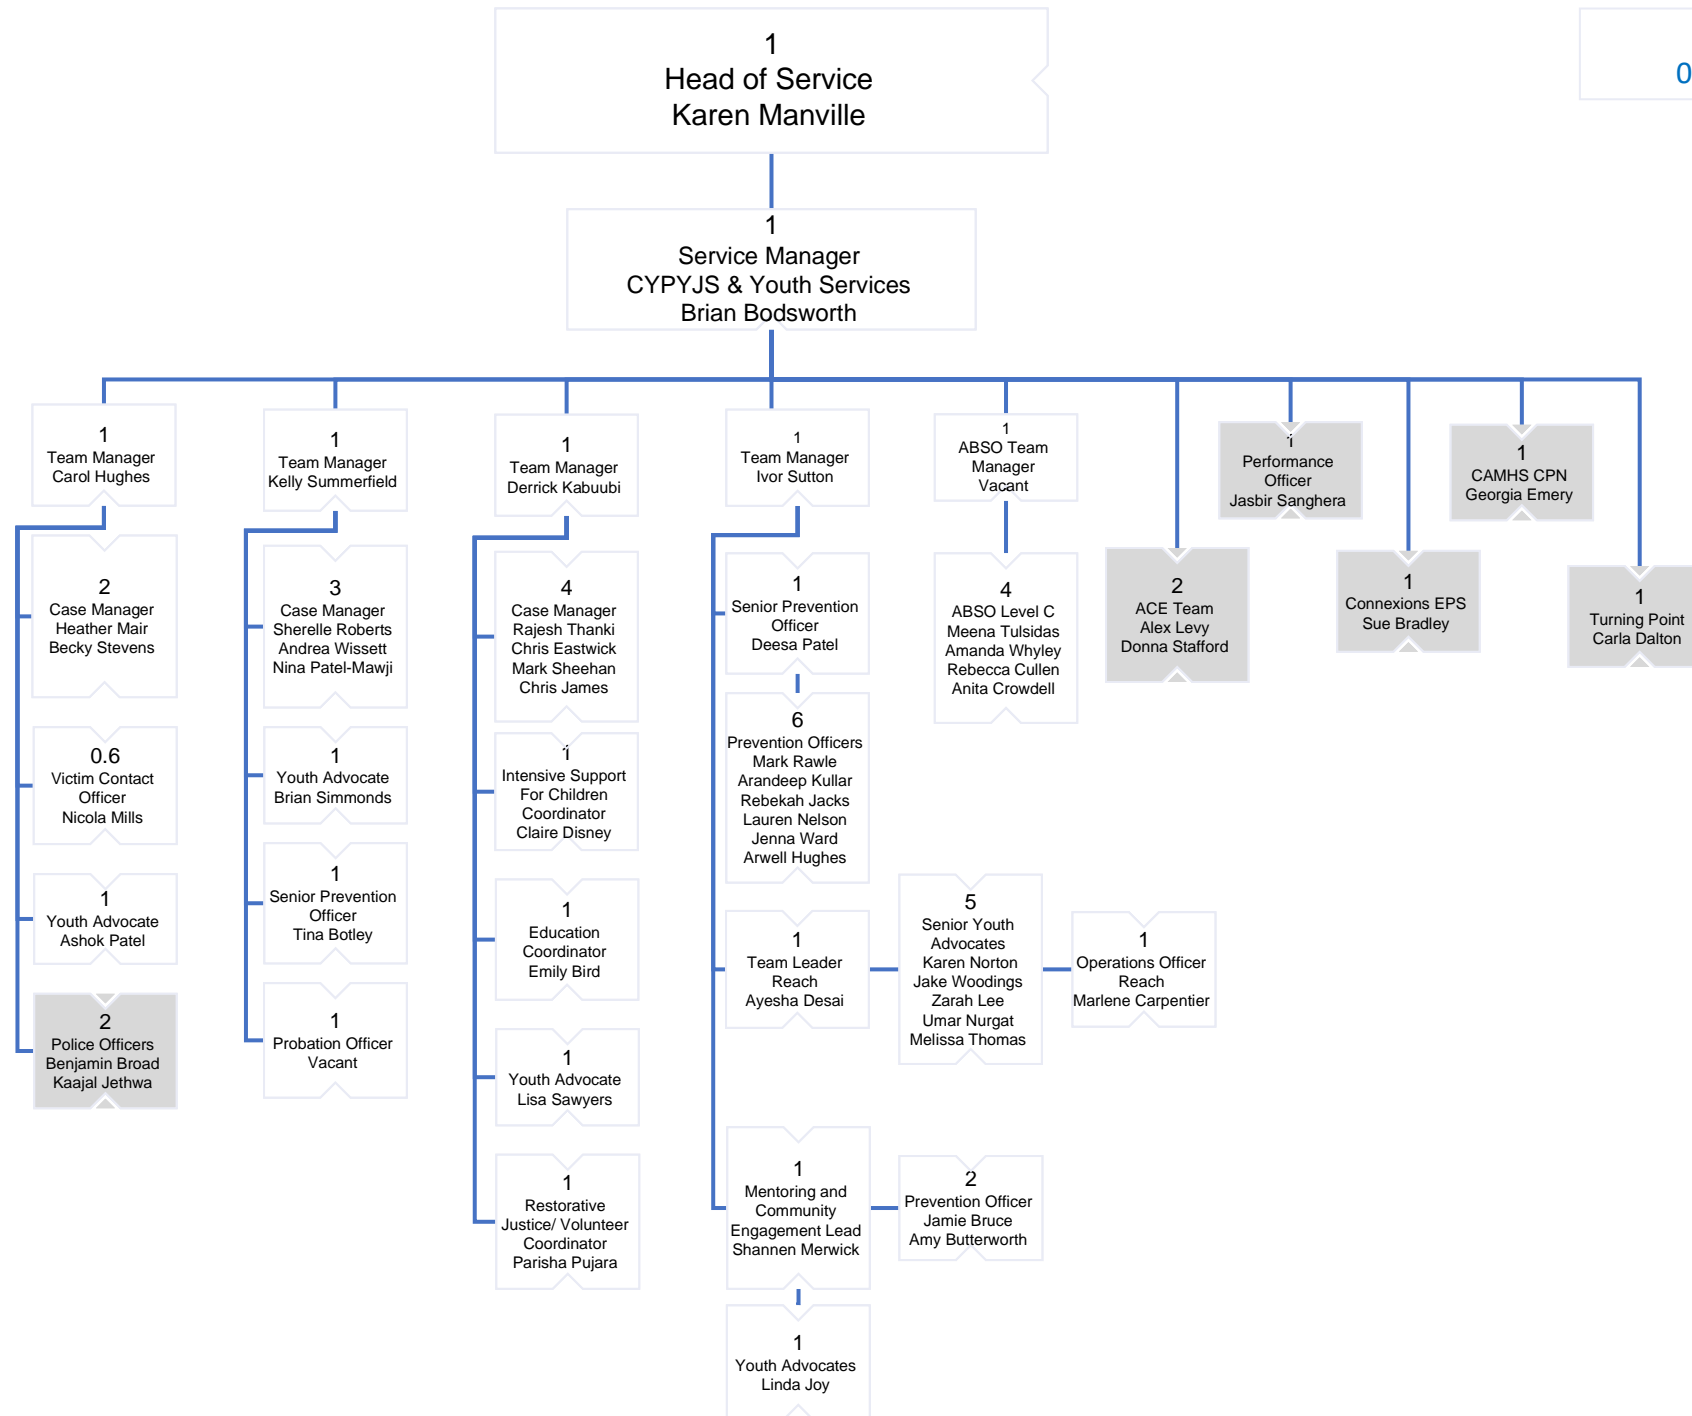 1
Head of Service
Karen Manville
0
1
Service Manager
CYPYJS & Youth Services
Brian Bodsworth
1
Team Manager
Carol Hughes
2
Case Manager
Heather Mair
Becky Stevens
0.6
Victim Contact
Officer
Nicola Mills
1
Youth Advocate
Ashok Patel
2
Police Officers
Benjamin Broad
Kaajal Jethwa
1
Team Manager
Kelly Summerfield
3
Case Manager
Sherelle Roberts
Andrea Wissett
Nina Patel-Mawji
1
Youth Advocate
Brian Simmonds
1
Senior Prevention
Officer
Tina Botley
1
Probation Officer
Vacant
1
Team Manager
Derrick Kabuubi
4
Case Manager
Rajesh Thanki
Chris Eastwick
Mark Sheehan
Chris James
1
Intensive Support
For Children
Coordinator
Claire Disney
1
Education
Coordinator
Emily Bird
1
Youth Advocate
Lisa Sawyers
1
Restorative
Justice/ Volunteer
Coordinator
Parisha Pujara
1
Team Manager
Ivor Sutton
1
Senior Prevention
Officer
Deesa Patel
6
Prevention Officers
Mark Rawle
Arandeep Kullar
Rebekah Jacks
Lauren Nelson
Jenna Ward
Arwell Hughes
1
Team Leader
Reach
Ayesha Desai
5
Senior Youth
Advocates
Karen Norton
Jake Woodings
Zarah Lee
Umar Nurgat
Melissa Thomas
1
Operations Officer
Reach
Marlene Carpentier
1
Mentoring and
Community
Engagement Lead
Shannen Merwick
2
Prevention Officer
Jamie Bruce
Amy Butterworth
1
Youth Advocates
Linda Joy
1
ABSO Team
Manager
Vacant
4
ABSO Level C
Meena Tulsidas
Amanda Whyley
Rebecca Cullen
Anita Crowdell
2
ACE Team
Alex Levy
Donna Stafford
1
Performance
Officer
Jasbir Sanghera
1
Connexions EPS
Sue Bradley
1
CAMHS CPN
Georgia Emery
1
Turning Point
Carla Dalton